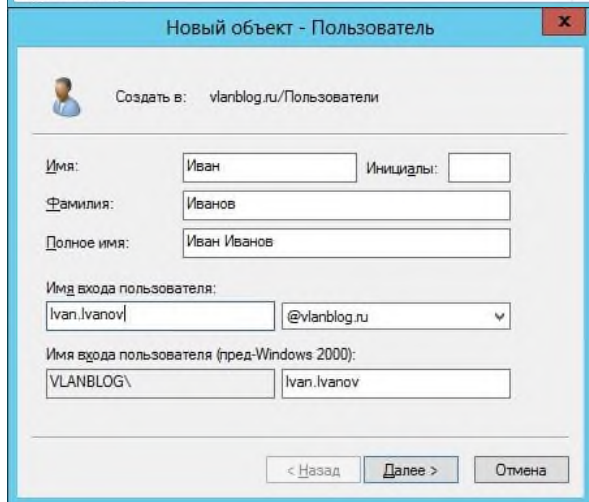 Новый объект - Пользователь
x
Создать в: vlanblog.ru/Пользователи
Имя: Иван Инициалы:
Фамилия: Иванов
Полное имя: Иван Иванов
Имя входа пользователя:
Ivan.Ivanov @vlanblog.ru
Имя входа пользователя (пред-Windows 2000):
VLANBLOG\ Ivan.Ivanov
< Назад Далее > Отмена